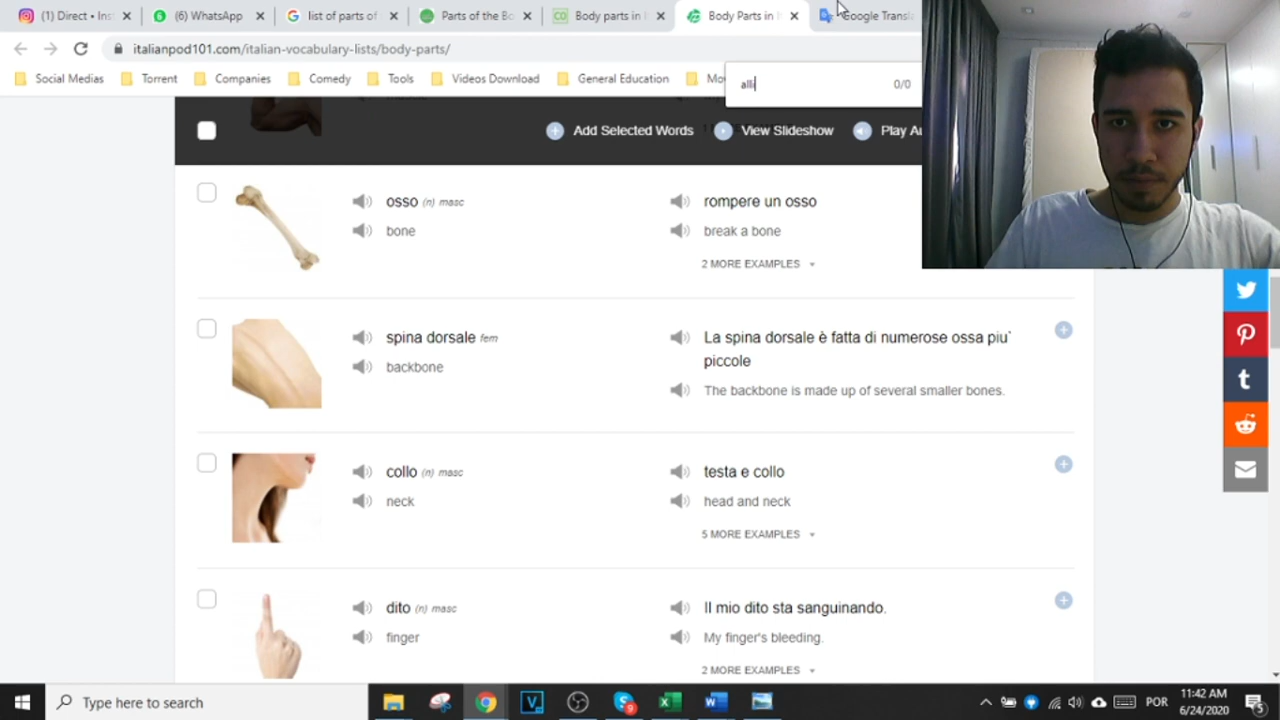 (1) Direct • Ins
(6) WhatsApp
list of parts of
Parts of the Bo
Body parts in I
Body Parts in I
Google Transla
italianpod101.com/italian-vocabulary-lists/body-parts/
Social Medias
Torrent
Companies
Comedy
Tools
Videos Download
General Education
Mov
alli
0/0
Add Selected Words
View Slideshow
Play Au
osso (n) masc
rompere un osso
bone
break a bone
2 MORE EXAMPLES
spina dorsale fem
La spina dorsale è fatta di numerose ossa piu`
piccole
backbone
The backbone is made up of several smaller bones.
collo (n) masc
testa e collo
neck
head and neck
5 MORE EXAMPLES
dito (n) masc
Il mio dito sta sanguinando.
finger
My finger's bleeding.
2 MORE EXAMPLES
Type here to search
POR
11:42 AM
6/24/2020